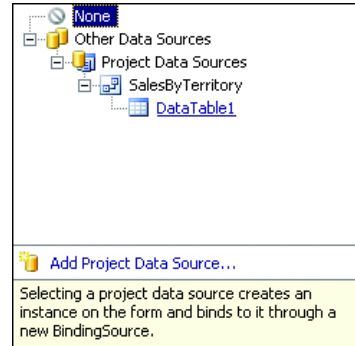 None
Other Data Sources
Project Data Sources
SalesByTerritory
DataTable1
Add Project Data Source...
Selecting a project data source creates an
instance on the form and binds to it through a
new BindingSource.